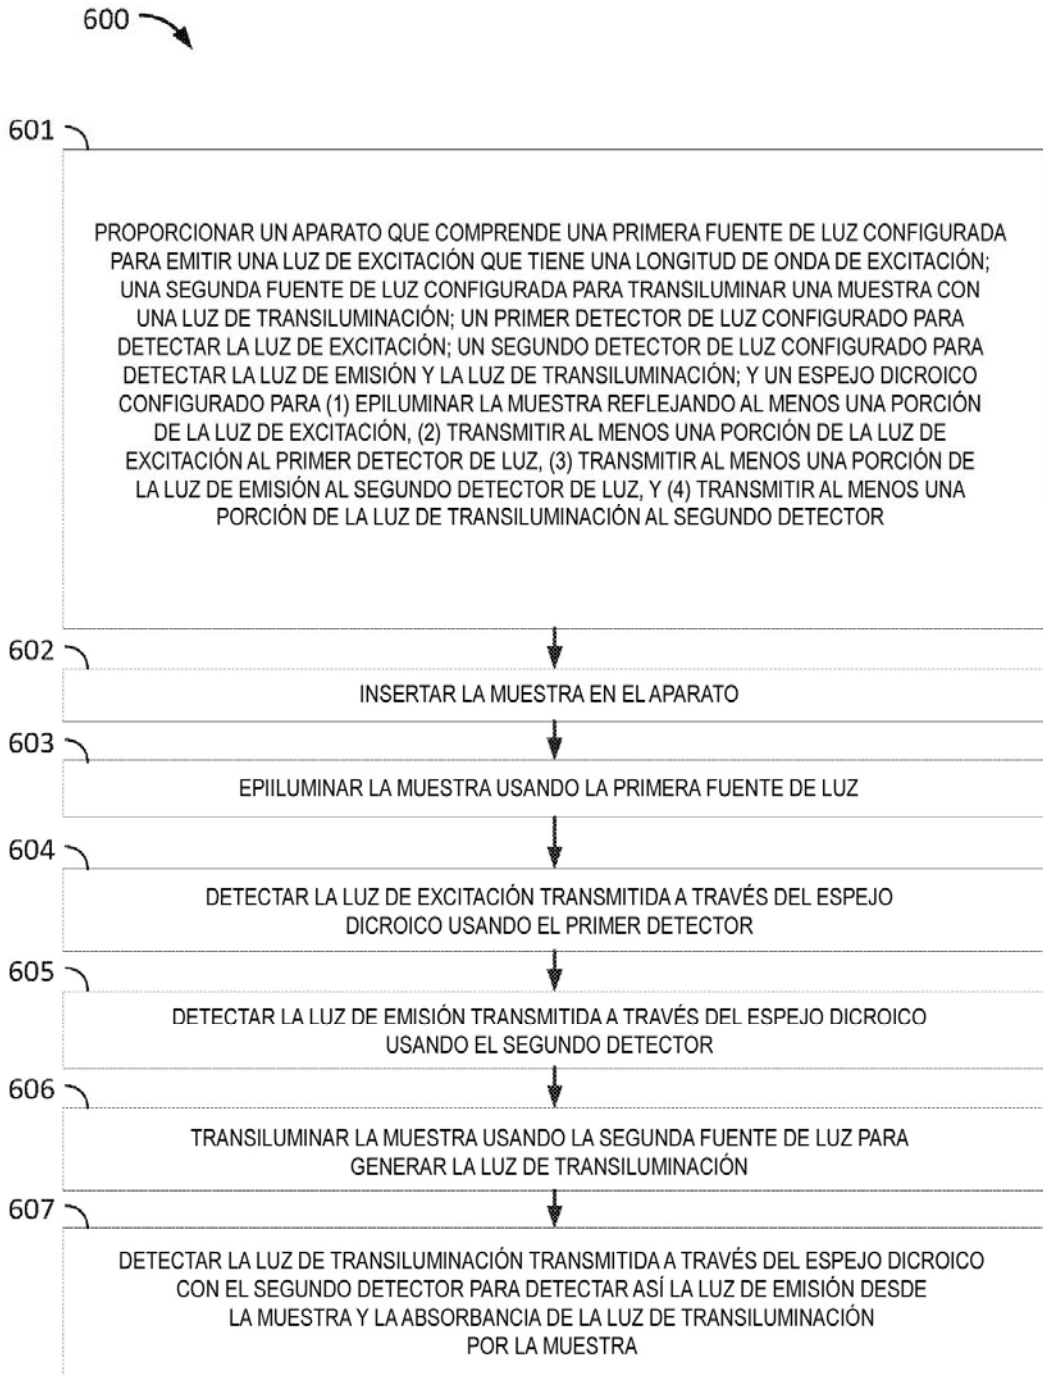 600
601
PROPORCIONAR UN APARATO QUE COMPRENDE UNA PRIMERA FUENTE DE LUZ CONFIGURADA
PARA EMITIR UNA LUZ DE EXCITACIÓN QUE TIENE UNA LONGITUD DE ONDA DE EXCITACIÓN;
UNA SEGUNDA FUENTE DE LUZ CONFIGURADA PARA TRANSILUMINAR UNA MUESTRA CON
UNA LUZ DE TRANSILUMINACIÓN; UN PRIMER DETECTOR DE LUZ CONFIGURADO PARA
DETECTAR LA LUZ DE EXCITACIÓN; UN SEGUNDO DETECTOR DE LUZ CONFIGURADO PARA
DETECTAR LA LUZ DE EMISIÓN Y LA LUZ DE TRANSILUMINACIÓN; Y UN ESPEJO DICROICO
CONFIGURADO PARA (1) EPILUMINAR LA MUESTRA REFLEJANDO AL MENOS UNA PORCIÓN
DE LA LUZ DE EXCITACIÓN, (2) TRANSMITIR AL MENOS UNA PORCIÓN DE LA LUZ DE
EXCITACIÓN AL PRIMER DETECTOR DE LUZ, (3) TRANSMITIR AL MENOS UNA PORCIÓN DE
LA LUZ DE EMISIÓN AL SEGUNDO DETECTOR DE LUZ, Y (4) TRANSMITIR AL MENOS UNA
PORCIÓN DE LA LUZ DE TRANSILUMINACIÓN AL SEGUNDO DETECTOR
602
INSERTAR LA MUESTRA EN EL APARATO
603
EPIILUMINAR LA MUESTRA USANDO LA PRIMERA FUENTE DE LUZ
604
DETECTAR LA LUZ DE EXCITACIÓN TRANSMITIDA A TRAVÉS DEL ESPEJO
DICROICO USANDO EL PRIMER DETECTOR
605
DETECTAR LA LUZ DE EMISIÓN TRANSMITIDA A TRAVÉS DEL ESPEJO DICROICO
USANDO EL SEGUNDO DETECTOR
606
TRANSILUMINAR LA MUESTRA USANDO LA SEGUNDA FUENTE DE LUZ PARA
GENERAR LA LUZ DE TRANSILUMINACIÓN
607
DETECTAR LA LUZ DE TRANSILUMINACIÓN TRANSMITIDA A TRAVÉS DEL ESPEJO DICROICO
CON EL SEGUNDO DETECTOR PARA DETECTAR ASÍ LA LUZ DE EMISIÓN DESDE
LA MUESTRA Y LA ABSORBANCIA DE LA LUZ DE TRANSILUMINACIÓN
POR LA MUESTRA